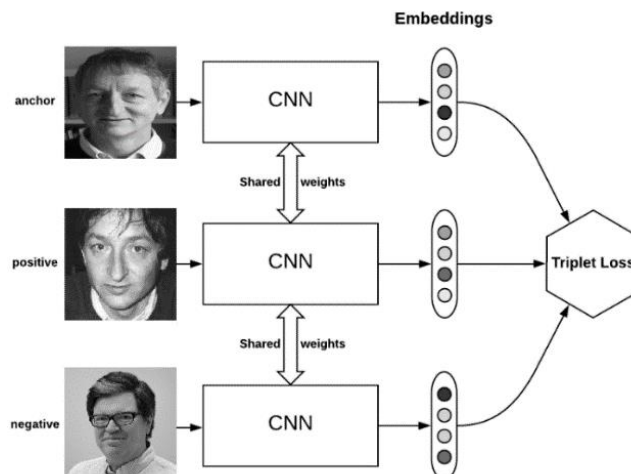 Embeddings
anchor
CNN
Shared weights
positive
CNN
Triplet Loss
Shared weights
negative
CNN